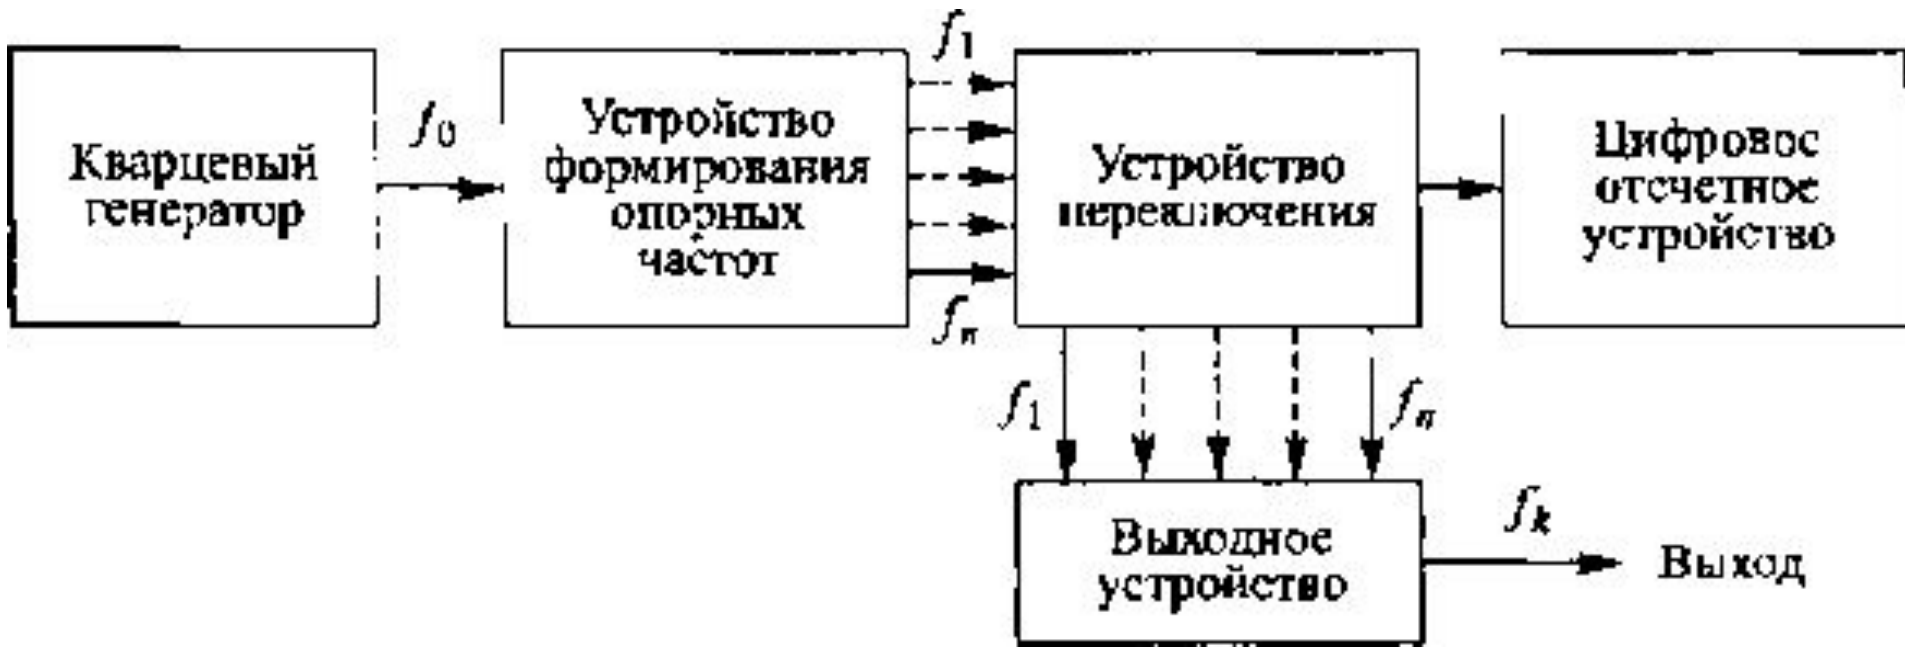 Кварцевый
генератор
f0
Устройство
формирования
опорных
частот
f1
fn
Устройство
переключения
Цифровое
отсчетное
устройство
f1
fn
Выходное
устройство
fk
Выход